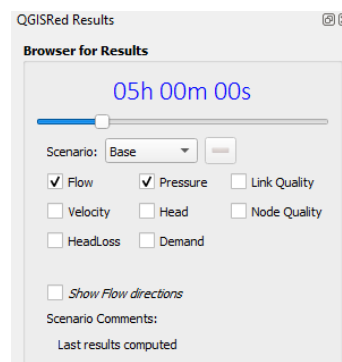 QGISRed Results
Browser for Results
05h 00m 00s
Scenario: Base
Flow Pressure Link Quality
Velocity Head Node Quality
HeadLoss Demand
Show Flow directions
Scenario Comments:
Last results computed